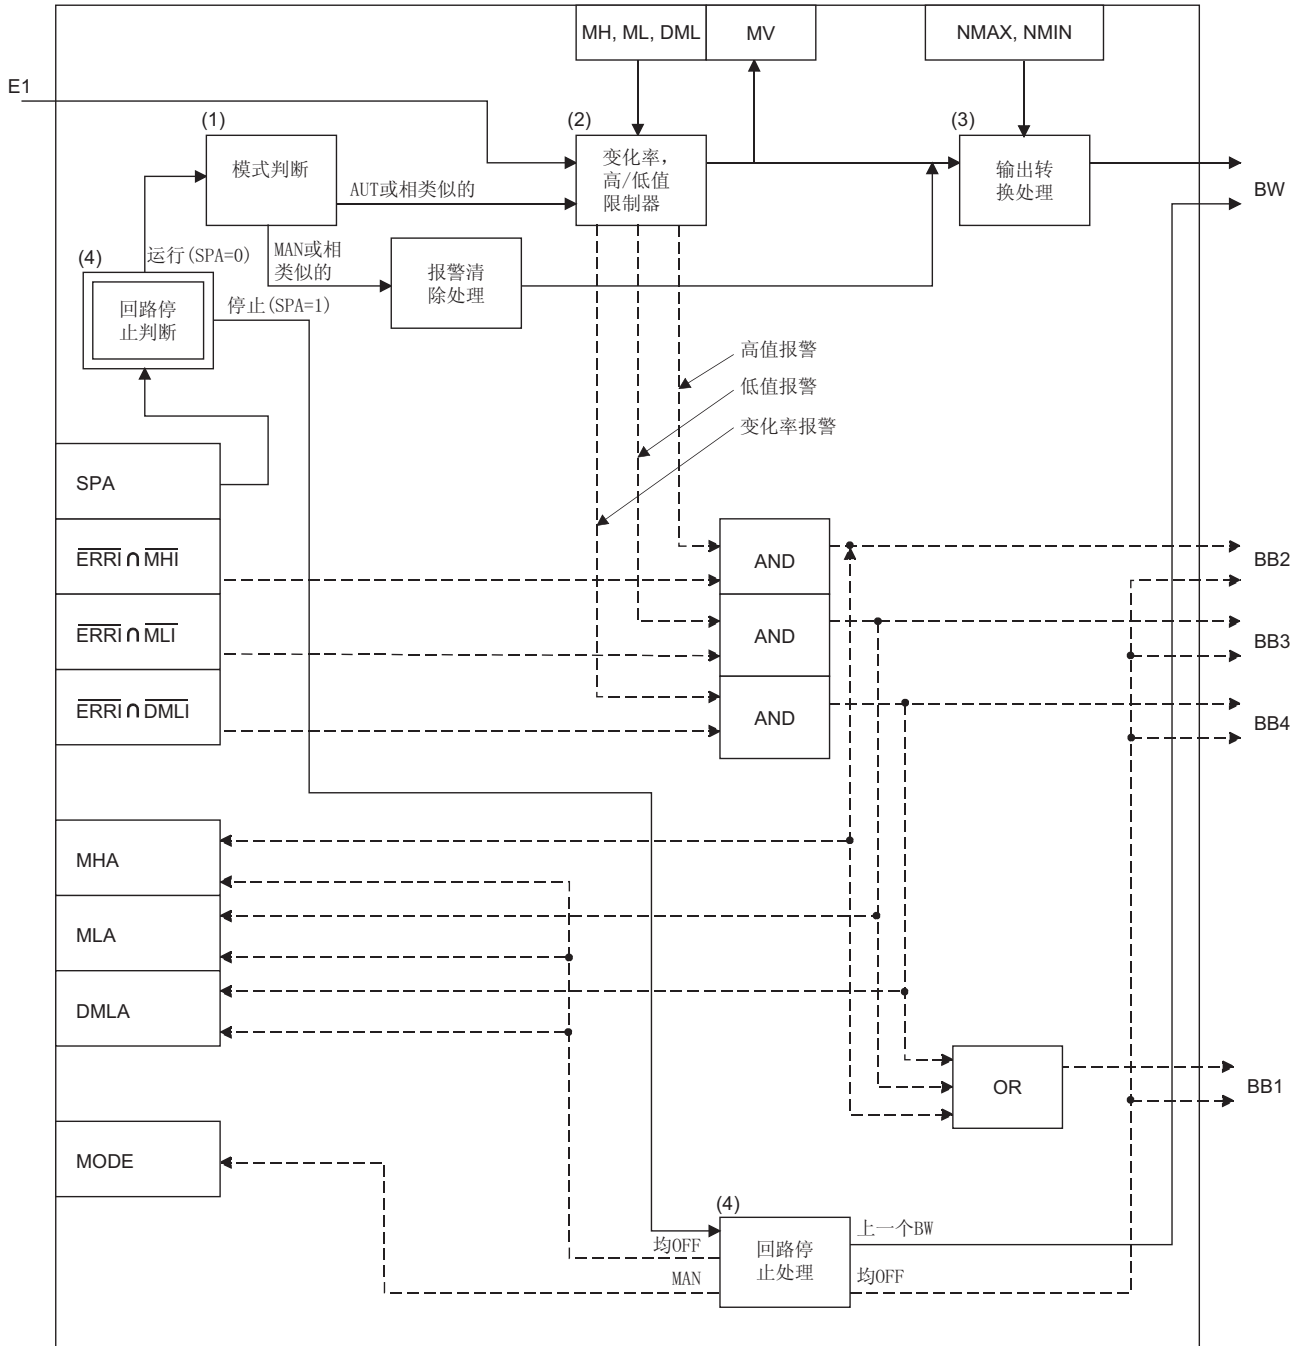 MH, ML, DML
MV
NMAX, NMIN
E1
(1)
(2)
(3)
模式判断
变化率，
高/低值
限制器
输出转
换处理
AUT或相类似的
BW
(4)
运行(SPA=0)
MAN或相
类似的
报警清
除处理
回路停
止判断
停止(SPA=1)
高值报警
低值报警
变化率报警
SPA
E̅R̅R̅I̅ ∩ M̅H̅I̅
AND
BB2
E̅R̅R̅I̅ ∩ M̅L̅I̅
AND
BB3
E̅R̅R̅I̅ ∩ D̅M̅L̅I̅
AND
BB4
MHA
MLA
DMLA
OR
BB1
MODE
(4)
均OFF
MAN
回路停
止处理
上一个BW
均OFF